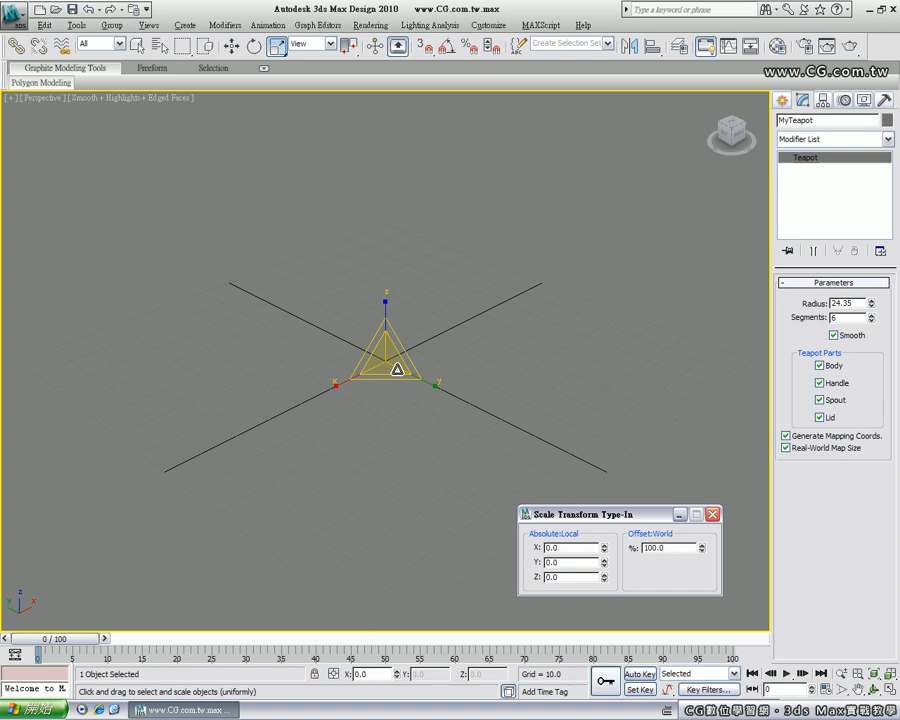 Autodesk 3ds Max Design 2010 www.CG.com.tw.max
Type a keyword or phrase
Edit Tools Group Views Create Modifiers Animation Graph Editors Rendering Lighting Analysis Customize MAXScript Help
All
View
Create Selection Set
Graphite Modeling Tools Freeform Selection
www.CG.com.tw
Polygon Modeling
[ + ] [ Perspective ] [ Smooth + Highlights + Edged Faces ]
MyTeapot
Modifier List
Teapot
- Parameters
Radius: 24.35
Segments: 6
Smooth
Teapot Parts
Body
Handle
Spout
Lid
Generate Mapping Coords.
Real-World Map Size
z
x
y
Scale Transform Type-In
Absolute:Local Offset:World
X: 0.0 %: 100.0
Y: 0.0
Z: 0.0
z
y x
0 / 100
0 5 10 15 20 25 30 35 40 45 50 55 60 65 70 75 80 85 90 95 100
1 Object Selected X: 0.0 Y: 0.0 Z: 0.0 Grid = 10.0 Auto Key Selected
Welcome to M
Click and drag to select and scale objects (uniformly) Add Time Tag Set Key Key Filters... 0
開始 www.CG.com.tw max ... CG數位學習網‧3ds Max實戰教學